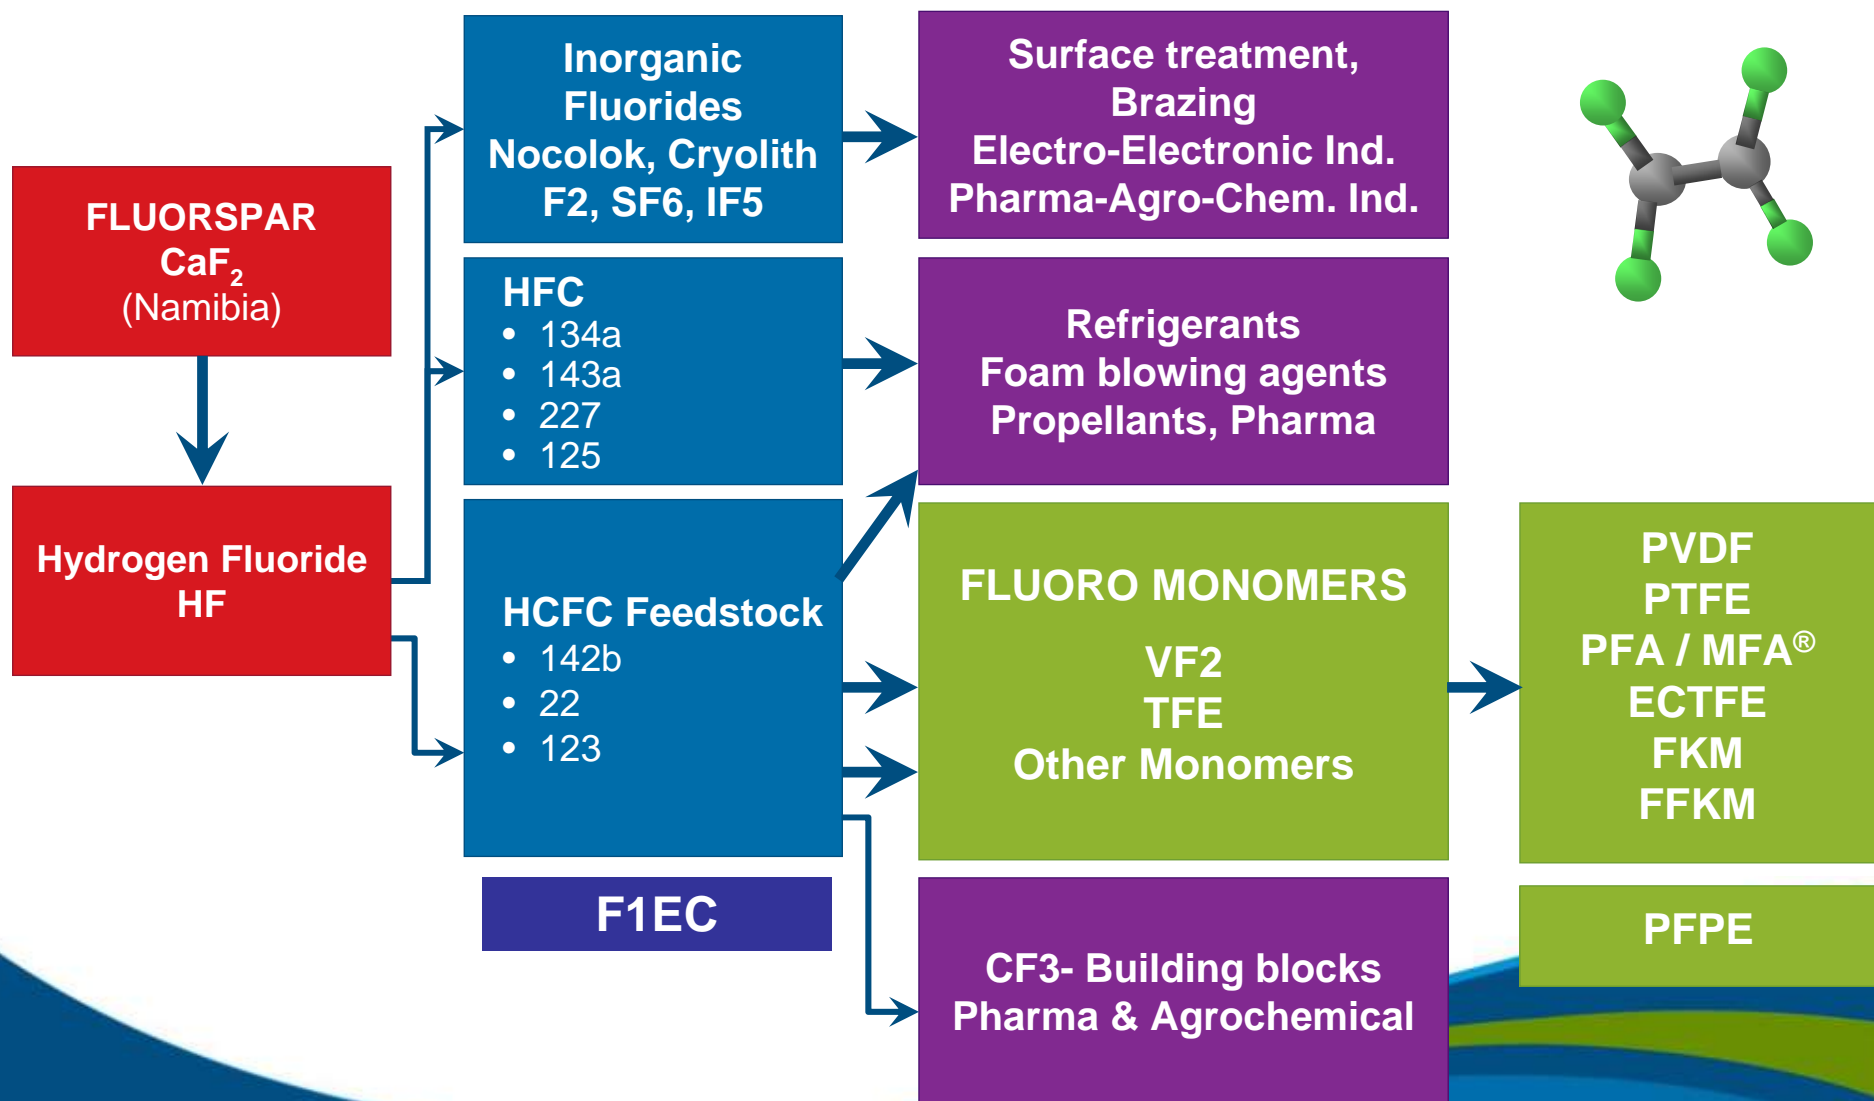 FLUORSPAR
CaF₂
(Namibia)
Hydrogen Fluoride
HF
Inorganic
Fluorides
Nocolok, Cryolith
F2, SF6, IF5
HFC
• 134a
• 143a
• 227
• 125
HCFC Feedstock
• 142b
• 22
• 123
F1EC
Surface treatment,
Brazing
Electro-Electronic Ind.
Pharma-Agro-Chem. Ind.
Refrigerants
Foam blowing agents
Propellants, Pharma
FLUORO MONOMERS
VF2
TFE
Other Monomers
CF3- Building blocks
Pharma & Agrochemical
PVDF
PTFE
PFA / MFA®
ECTFE
FKM
FFKM
PFPE